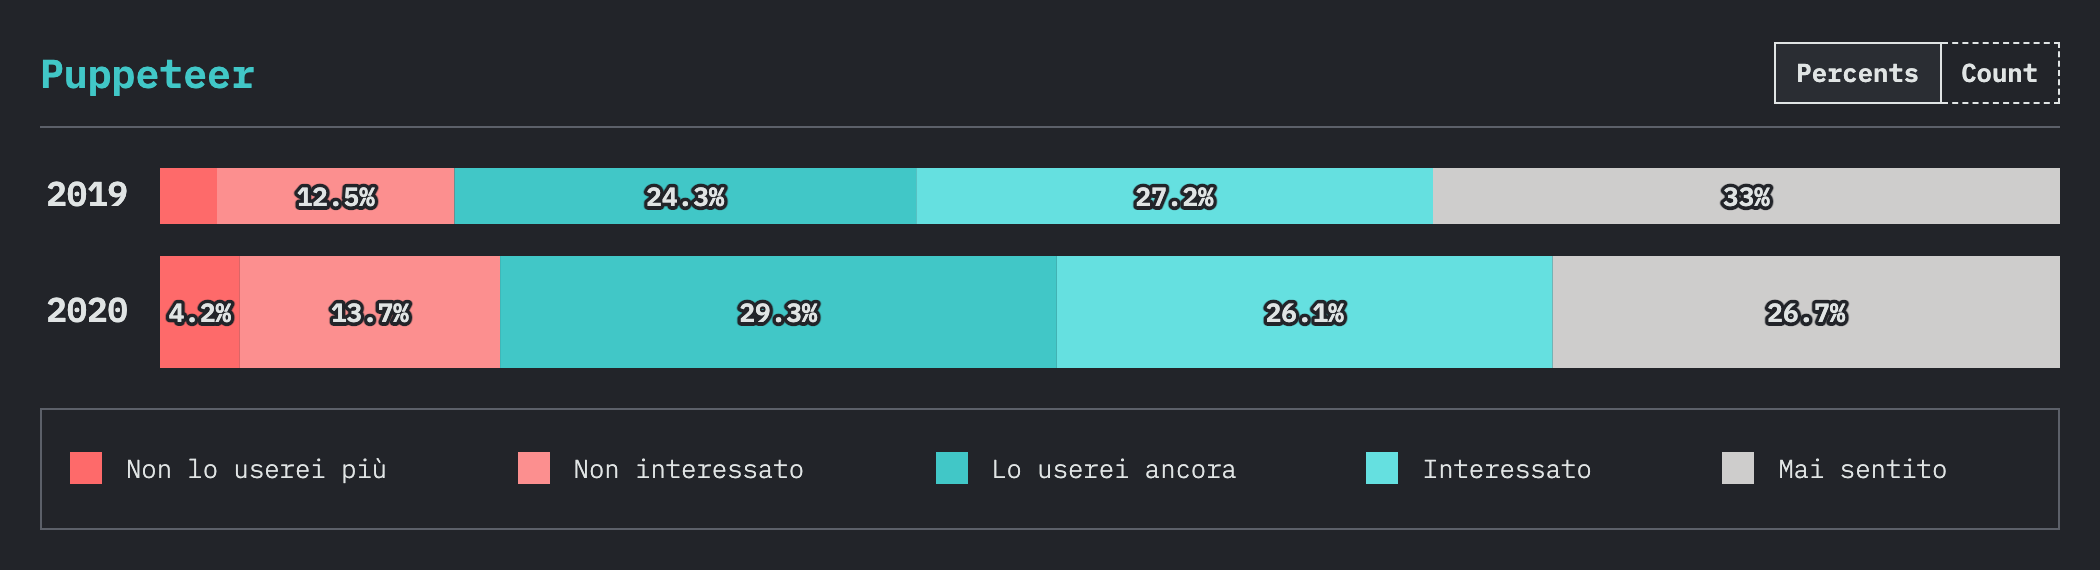 Puppeteer
Percents Count
2019 12.5% 24.3% 27.2% 33%
2020 4.2% 13.7% 29.3% 26.1% 26.7%
Non lo userei più Non interessato Lo userei ancora Interessato Mai sentito